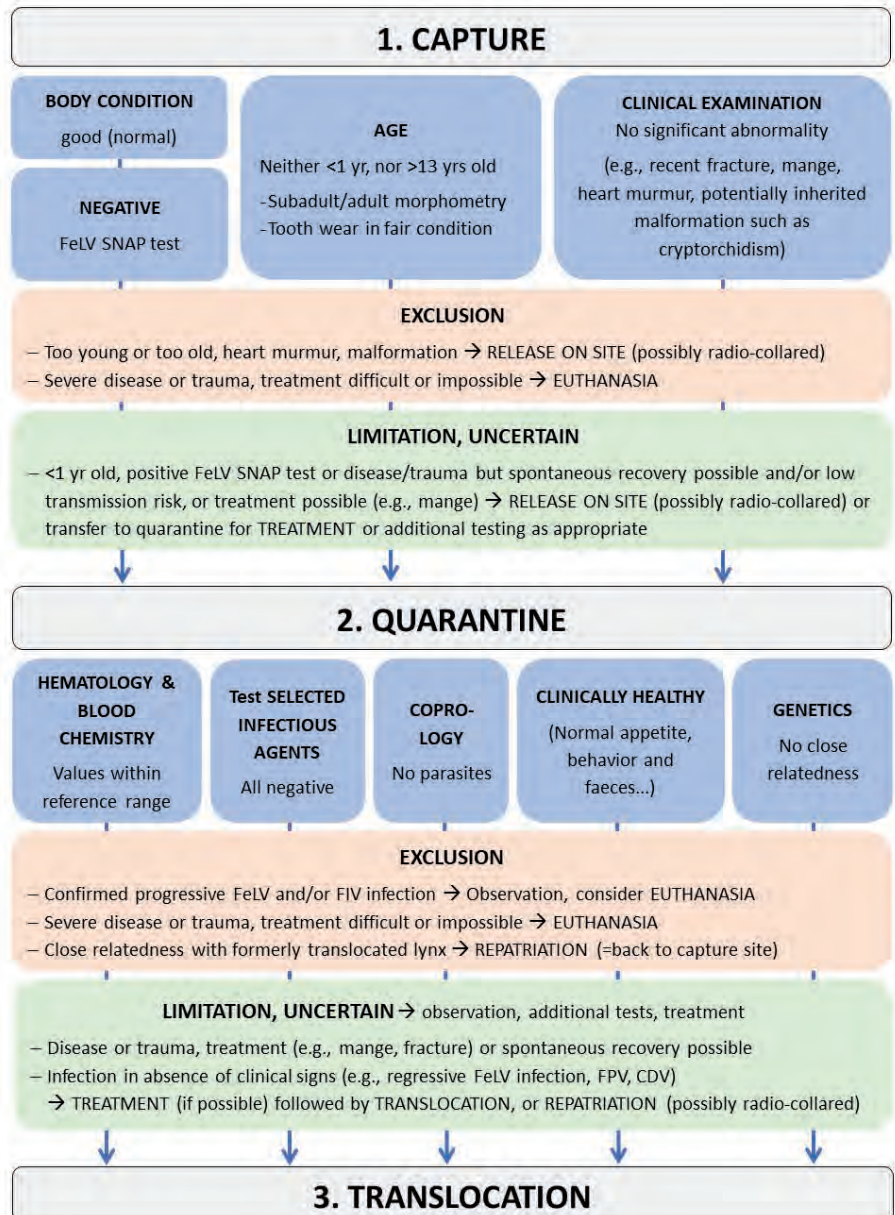 1. CAPTURE
BODY CONDITION
good (normal)
NEGATIVE
FeLV SNAP test
AGE
Neither <1 yr, nor >13 yrs old
-Subadult/adult morphometry
-Tooth wear in fair condition
CLINICAL EXAMINATION
No significant abnormality
(e.g., recent fracture, mange,
heart murmur, potentially inherited
malformation such as
cryptorchidism)
EXCLUSION
– Too young or too old, heart murmur, malformation → RELEASE ON SITE (possibly radio-collared)
– Severe disease or trauma, treatment difficult or impossible → EUTHANASIA
LIMITATION, UNCERTAIN
– <1 yr old, positive FeLV SNAP test or disease/trauma but spontaneous recovery possible and/or low
transmission risk, or treatment possible (e.g., mange) → RELEASE ON SITE (possibly radio-collared) or
transfer to quarantine for TREATMENT or additional testing as appropriate
2. QUARANTINE
HEMATOLOGY &
BLOOD
CHEMISTRY
Values within
reference range
Test SELECTED
INFECTIOUS
AGENTS
All negative
COPRO-
LOGY
No parasites
CLINICALLY HEALTHY
(Normal appetite,
behavior and
faeces...)
GENETICS
No close
relatedness
EXCLUSION
– Confirmed progressive FeLV and/or FIV infection → Observation, consider EUTHANASIA
– Severe disease or trauma, treatment difficult or impossible → EUTHANASIA
– Close relatedness with formerly translocated lynx → REPATRIATION (=back to capture site)
LIMITATION, UNCERTAIN → observation, additional tests, treatment
– Disease or trauma, treatment (e.g., mange, fracture) or spontaneous recovery possible
– Infection in absence of clinical signs (e.g., regressive FeLV infection, FPV, CDV)
→ TREATMENT (if possible) followed by TRANSLOCATION, or REPATRIATION (possibly radio-collared)
3. TRANSLOCATION